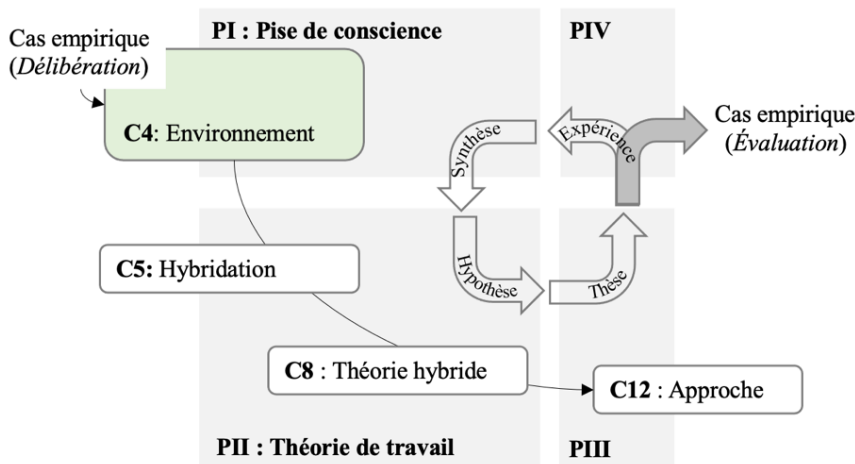 PI : Pise de conscience
PIV
Cas empirique
(Délibération)
C4: Environnement
Synthèse
Expérience
Cas empirique
(Évaluation)
C5: Hybridation
Hypothèse
Thèse
C8 : Théorie hybride
C12 : Approche
PII : Théorie de travail
PIII